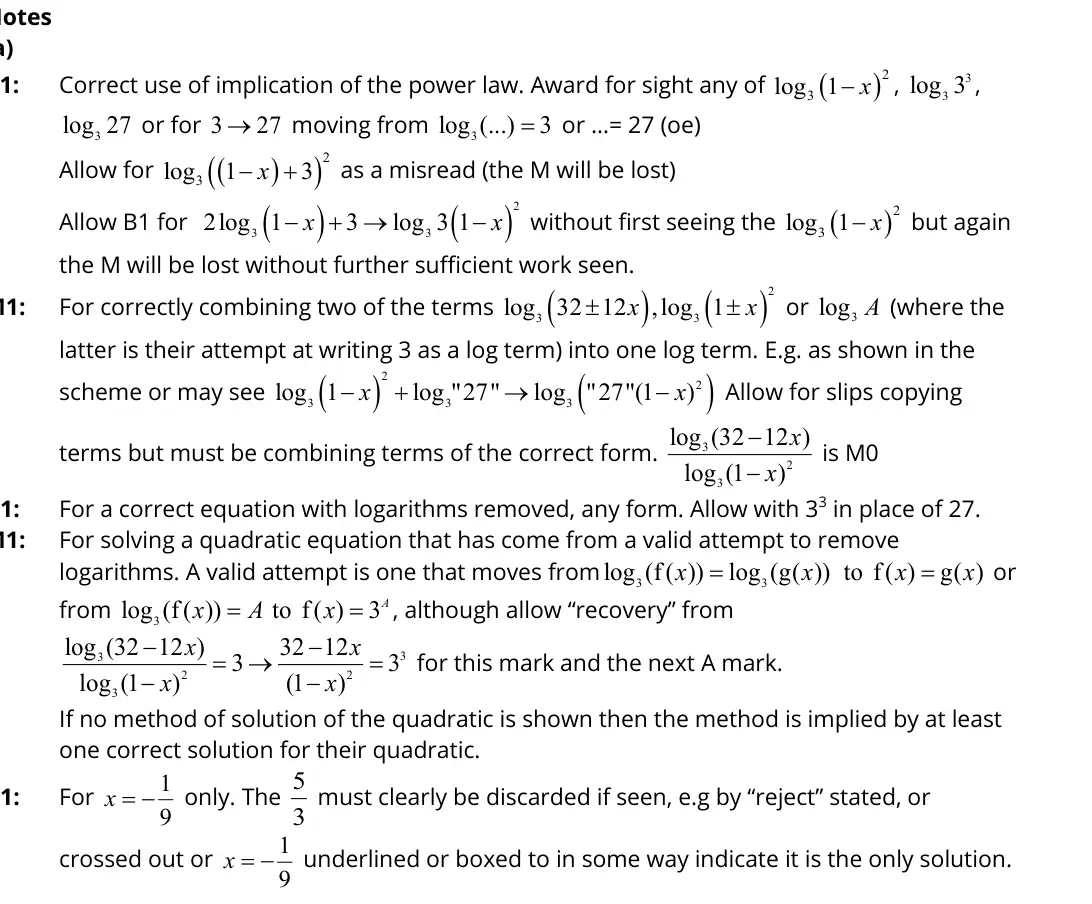 lotes
a)
1: Correct use of implication of the power law. Award for sight any of log₃(1−x)², log₃ 3³,
log₃ 27 or for 3 → 27 moving from log₃(...) = 3 or ...= 27 (oe)
Allow for log₃((1−x)+3)² as a misread (the M will be lost)
Allow B1 for 2log₃(1−x)+3 → log₃ 3(1−x)² without first seeing the log₃(1−x)² but again
the M will be lost without further sufficient work seen.
11: For correctly combining two of the terms log₃(32±12x), log₃(1±x)² or log₃ A (where the
latter is their attempt at writing 3 as a log term) into one log term. E.g. as shown in the
scheme or may see log₃(1−x)² + log₃"27" → log₃("27"(1−x)²) Allow for slips copying
terms but must be combining terms of the correct form. log₃(32−12x)/log₃(1−x)² is M0
1: For a correct equation with logarithms removed, any form. Allow with 3³ in place of 27.
11: For solving a quadratic equation that has come from a valid attempt to remove
logarithms. A valid attempt is one that moves from log₃(f(x)) = log₃(g(x)) to f(x) = g(x) or
from log₃(f(x)) = A to f(x) = 3ᴬ, although allow “recovery” from
log₃(32−12x)/log₃(1−x)² = 3 → (32−12x)/(1−x)² = 3³ for this mark and the next A mark.
If no method of solution of the quadratic is shown then the method is implied by at least
one correct solution for their quadratic.
1: For x = −1/9 only. The 5/3 must clearly be discarded if seen, e.g by “reject” stated, or
crossed out or x = −1/9 underlined or boxed to in some way indicate it is the only solution.